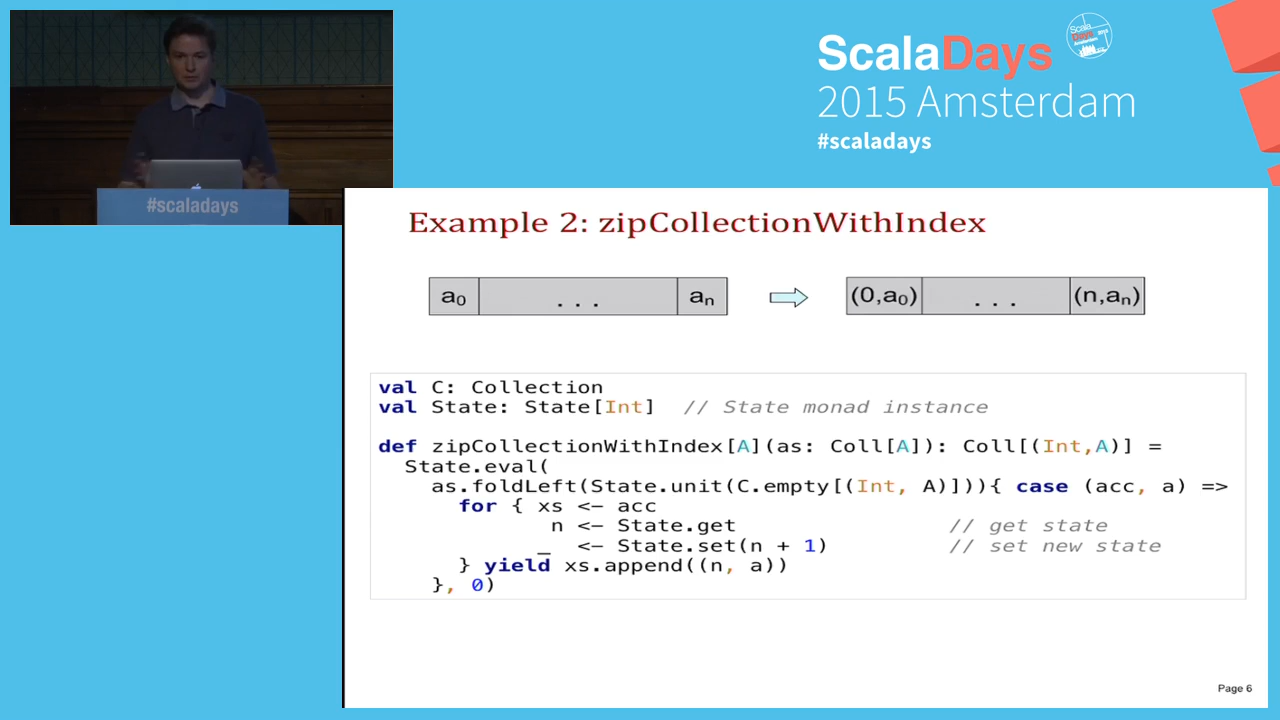 ScalaDays
2015 Amsterdam
#scaladays
#scaladays
Example 2: zipCollectionWithIndex
a0 ... an (0,a0) ... (n,an)
val C: Collection
val State: State[Int] // State monad instance
def zipCollectionWithIndex[A](as: Coll[A]): Coll[(Int,A)] =
State.eval(
as.foldLeft(State.unit(C.empty[(Int, A)])){ case (acc, a) =>
for { xs <- acc
n <- State.get // get state
_ <- State.set(n + 1) // set new state
} yield xs.append((n, a))
}, 0)
Page 6